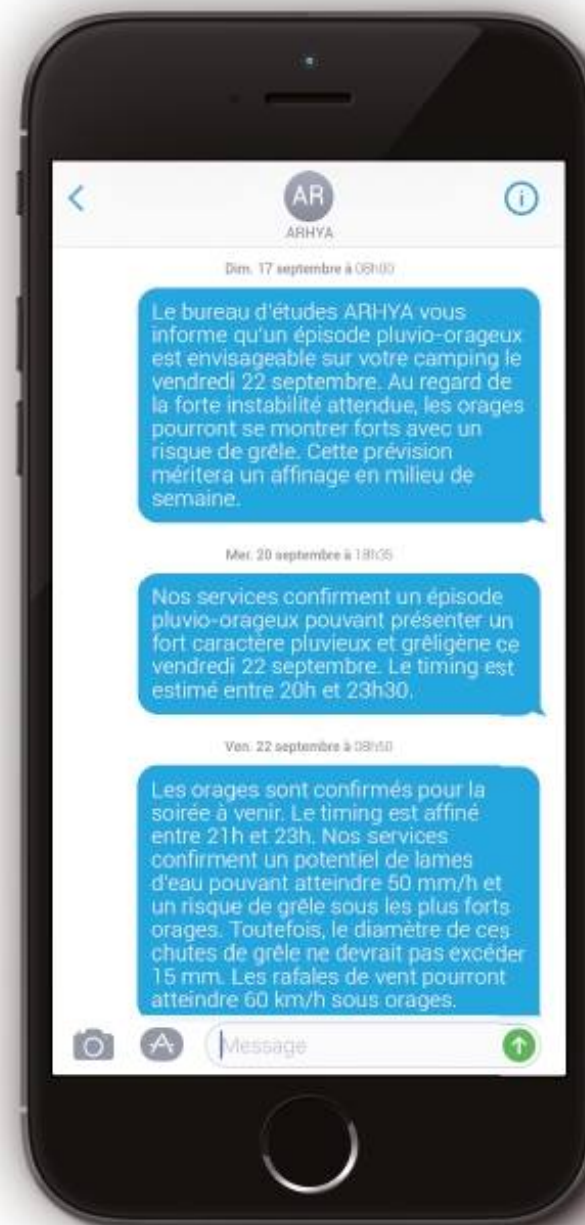 AR
ARHYA
Dim. 17 septembre à 08h00
Le bureau d'études ARHYA vous
informe qu'un épisode pluvio-orageux
est envisageable sur votre camping le
vendredi 22 septembre. Au regard de
la forte instabilité attendue, les orages
pourront se montrer forts avec un
risque de grêle. Cette prévision
méritera un affinage en milieu de
semaine.
Mer. 20 septembre à 18h35
Nos services confirment un épisode
pluvio-orageux pouvant présenter un
fort caractère pluvieux et grêligène ce
vendredi 22 septembre. Le timing est
estimé entre 20h et 23h30.
Ven. 22 septembre à 08h50
Les orages sont confirmés pour la
soirée à venir. Le timing est affiné
entre 21h et 23h. Nos services
confirment un potentiel de lames
d'eau pouvant atteindre 50 mm/h et
un risque de grêle sous les plus forts
orages. Toutefois, le diamètre de ces
chutes de grêle ne devrait pas excéder
15 mm. Les rafales de vent pourront
atteindre 60 km/h sous orages.
Message